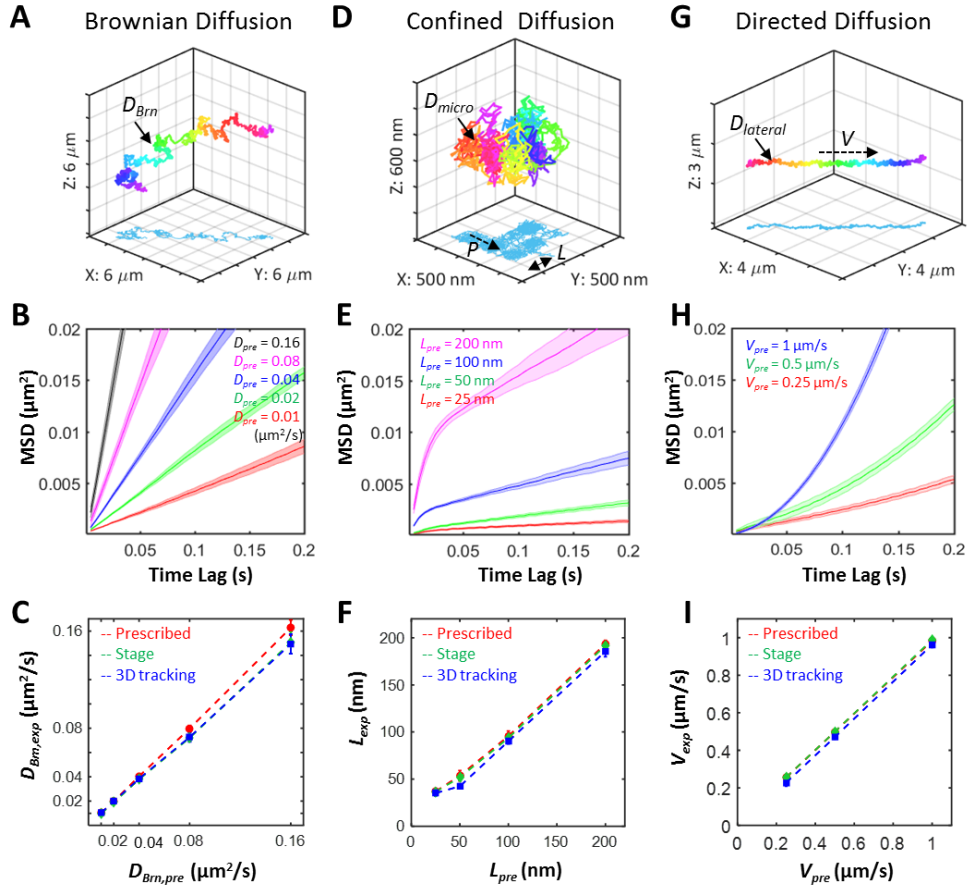 A Brownian Diffusion
D Confined Diffusion
G Directed Diffusion
D_Brn
Z: 6 μm
X: 6 μm
Y: 6 μm
D_micro
Z: 600 nm
P
L
X: 500 nm
Y: 500 nm
D_lateral
V
Z: 3 μm
X: 4 μm
Y: 4 μm
B
0.02
0.015
0.01
0.005
MSD (μm²)
D_pre = 0.16
D_pre = 0.08
D_pre = 0.04
D_pre = 0.02
D_pre = 0.01
(μm²/s)
0.05 0.1 0.15 0.2
Time Lag (s)
E
0.02
0.015
0.01
0.005
MSD (μm²)
L_pre = 200 nm
L_pre = 100 nm
L_pre = 50 nm
L_pre = 25 nm
0.05 0.1 0.15 0.2
Time Lag (s)
H
0.02
0.015
0.01
0.005
MSD (μm²)
V_pre = 1 μm/s
V_pre = 0.5 μm/s
V_pre = 0.25 μm/s
0.05 0.1 0.15 0.2
Time Lag (s)
C
0.16
0.08
0.04
0.02
D_Brn,exp (μm²/s)
-- Prescribed
-- Stage
-- 3D tracking
0.02 0.04 0.08 0.16
D_Brn,pre (μm²/s)
F
200
150
100
50
0
L_exp (nm)
-- Prescribed
-- Stage
-- 3D tracking
0 50 100 150 200
L_pre (nm)
I
1
0.8
0.6
0.4
0.2
0
V_exp (μm/s)
-- Prescribed
-- Stage
-- 3D tracking
0 0.2 0.4 0.6 0.8 1
V_pre (μm/s)